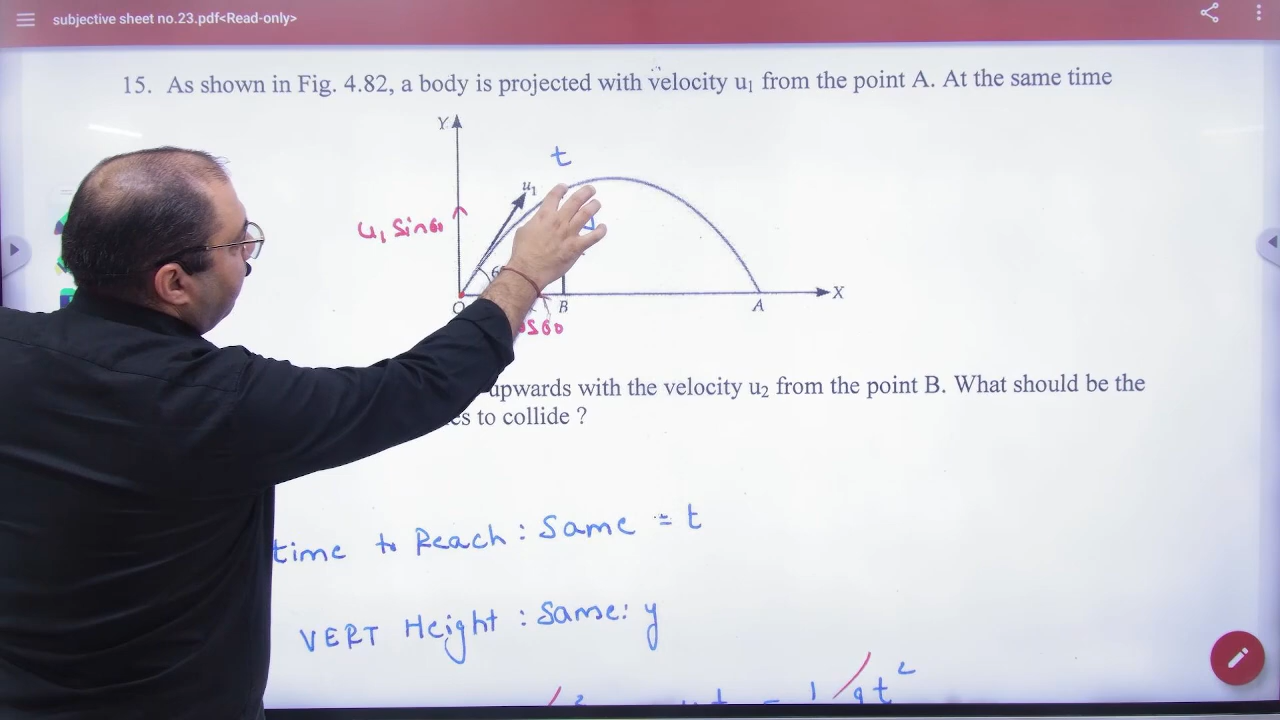 subjective sheet no.23.pdf<Read-only>
15. As shown in Fig. 4.82, a body is projected with velocity u₁ from the point A. At the same time
Y
t
u₁
u₁ sin60
X
B
A
upwards with the velocity u₂ from the point B. What should be the
to collide ?
time to Reach : Same = t
VERT Height : Same: y